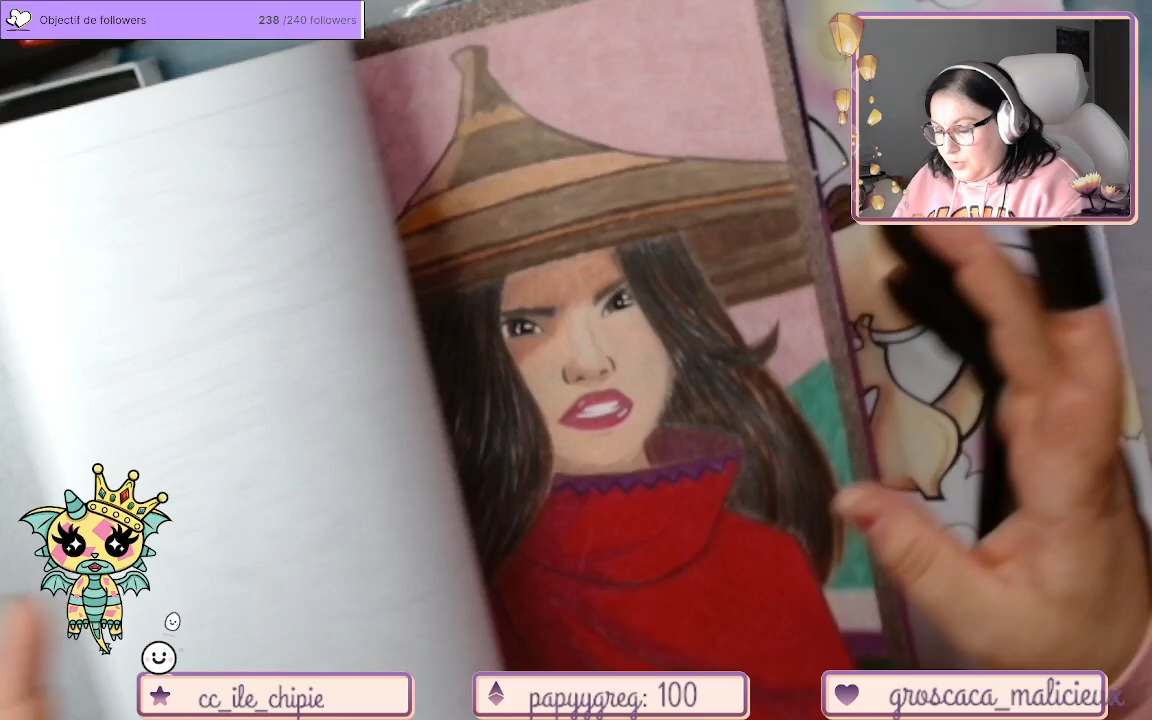 Objectif de followers 238 /240 followers
cc_ile_chipie
papyygreg: 100
groscaca_malicieux